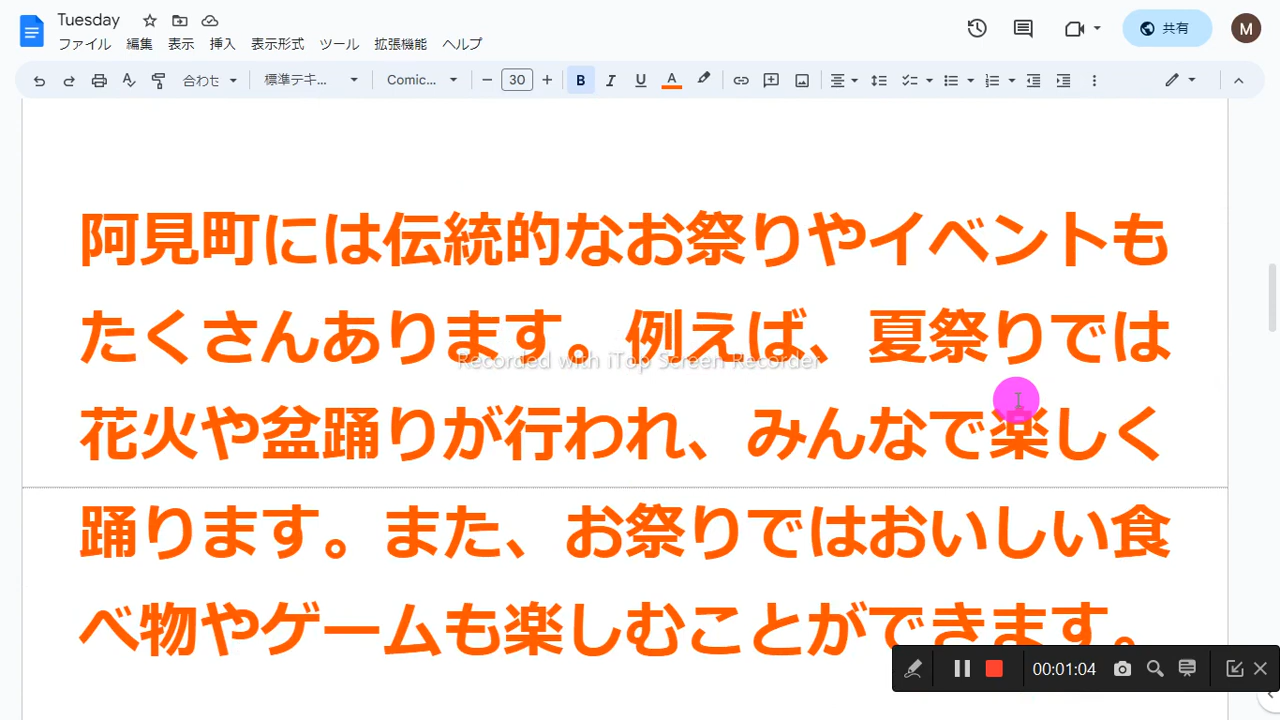 Tuesday
ファイル 編集 表示 挿入 表示形式 ツール 拡張機能 ヘルプ
共有
M
合わせ 標準テキ... Comic... 30 B I U A
阿見町には伝統的なお祭りやイベントも
たくさんあります。例えば、夏祭りでは
Recorded with iTop Screen Recorder
花火や盆踊りが行われ、みんなで楽しく
踊ります。また、お祭りではおいしい食
べ物やゲームも楽しむことができます。
00:01:04